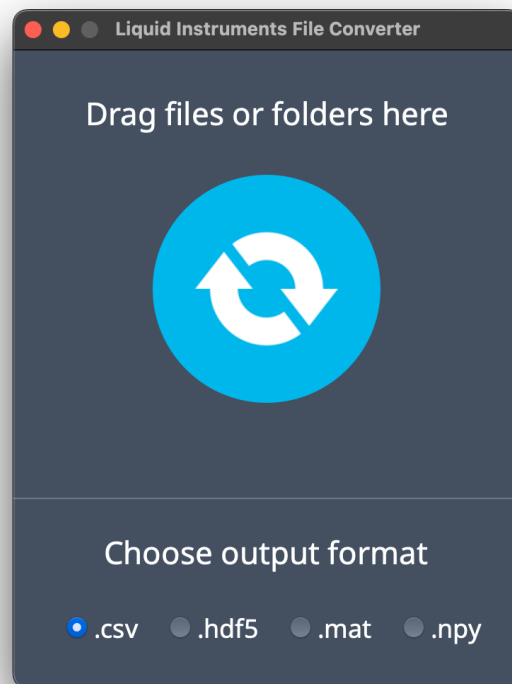 Liquid Instruments File Converter
Drag files or folders here
Choose output format
.csv .hdf5 .mat .npy